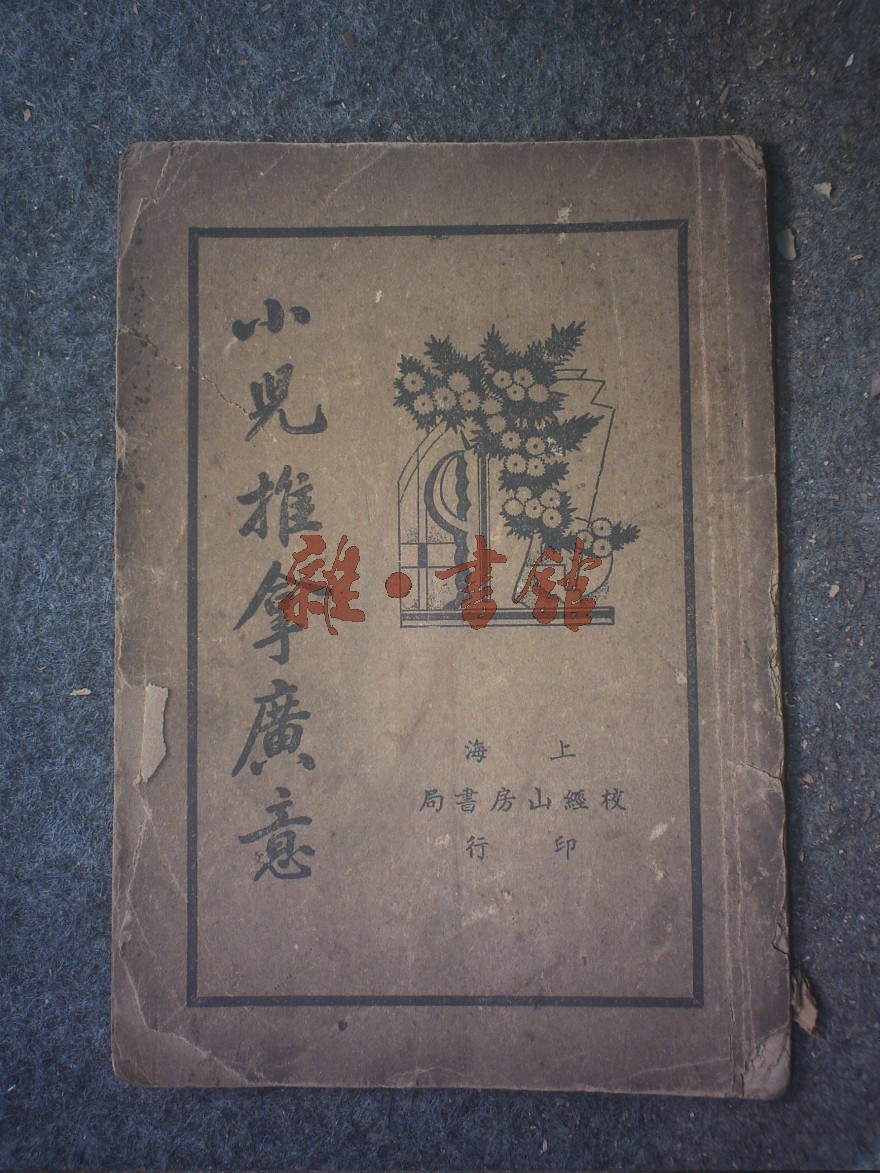 小兒推拿廣意
上海
校經山房書局
印行
雜·書館